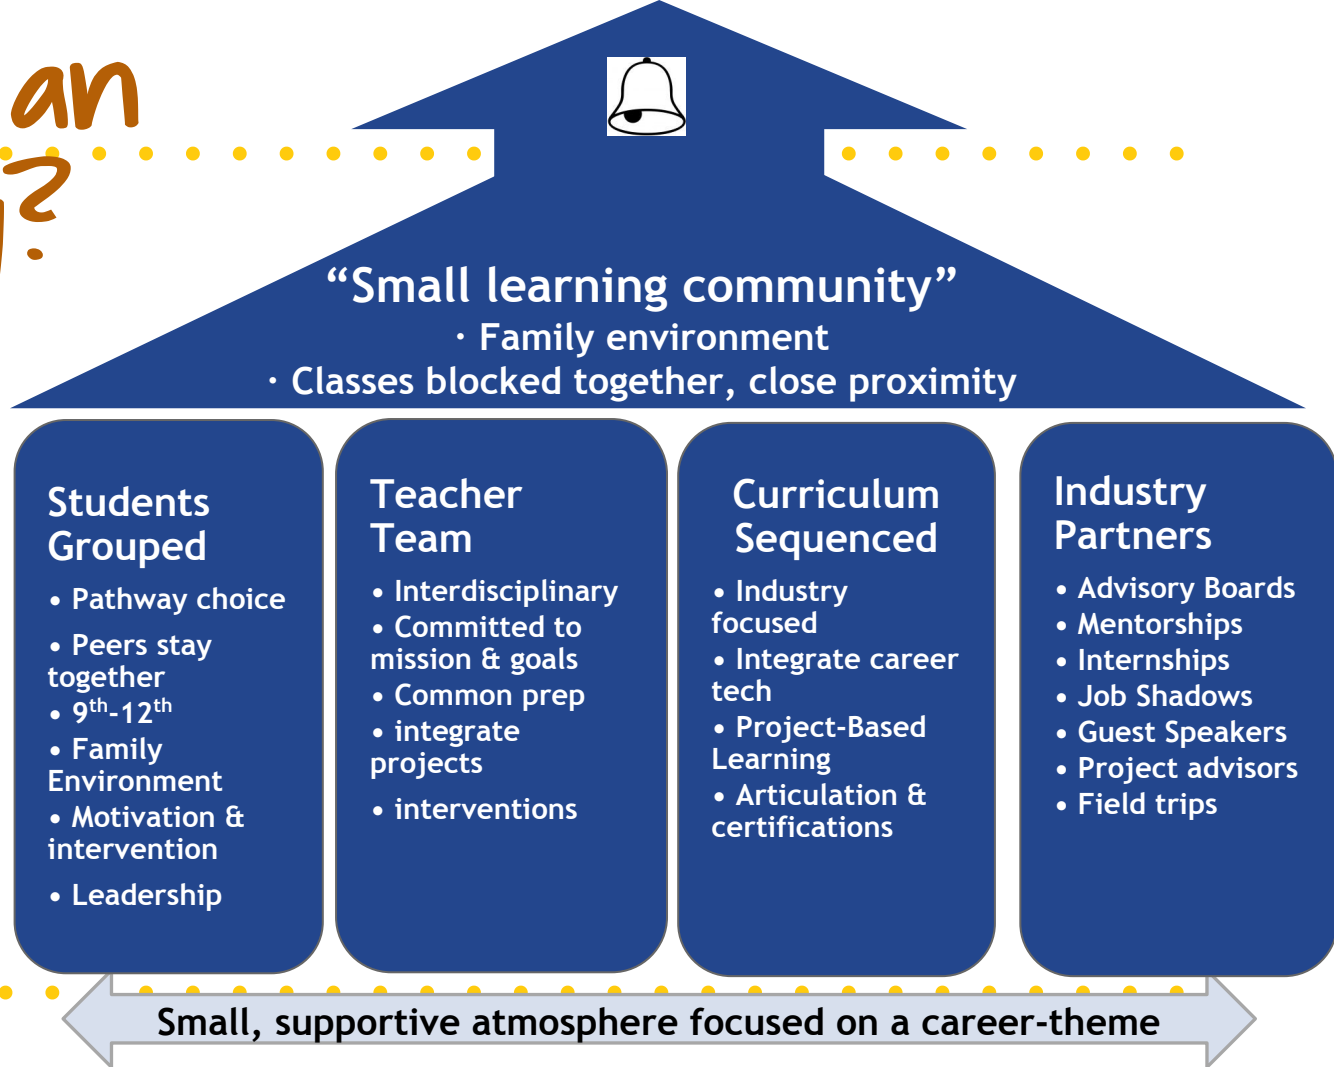 an
?
“Small learning community”
· Family environment
· Classes blocked together, close proximity
Students
Grouped
• Pathway choice
• Peers stay
together
• 9th-12th
• Family
Environment
• Motivation &
intervention
• Leadership
Teacher
Team
• Interdisciplinary
• Committed to
mission & goals
• Common prep
• integrate
projects
• interventions
Curriculum
Sequenced
• Industry
focused
• Integrate career
tech
• Project-Based
Learning
• Articulation &
certifications
Industry
Partners
• Advisory Boards
• Mentorships
• Internships
• Job Shadows
• Guest Speakers
• Project advisors
• Field trips
Small, supportive atmosphere focused on a career-theme